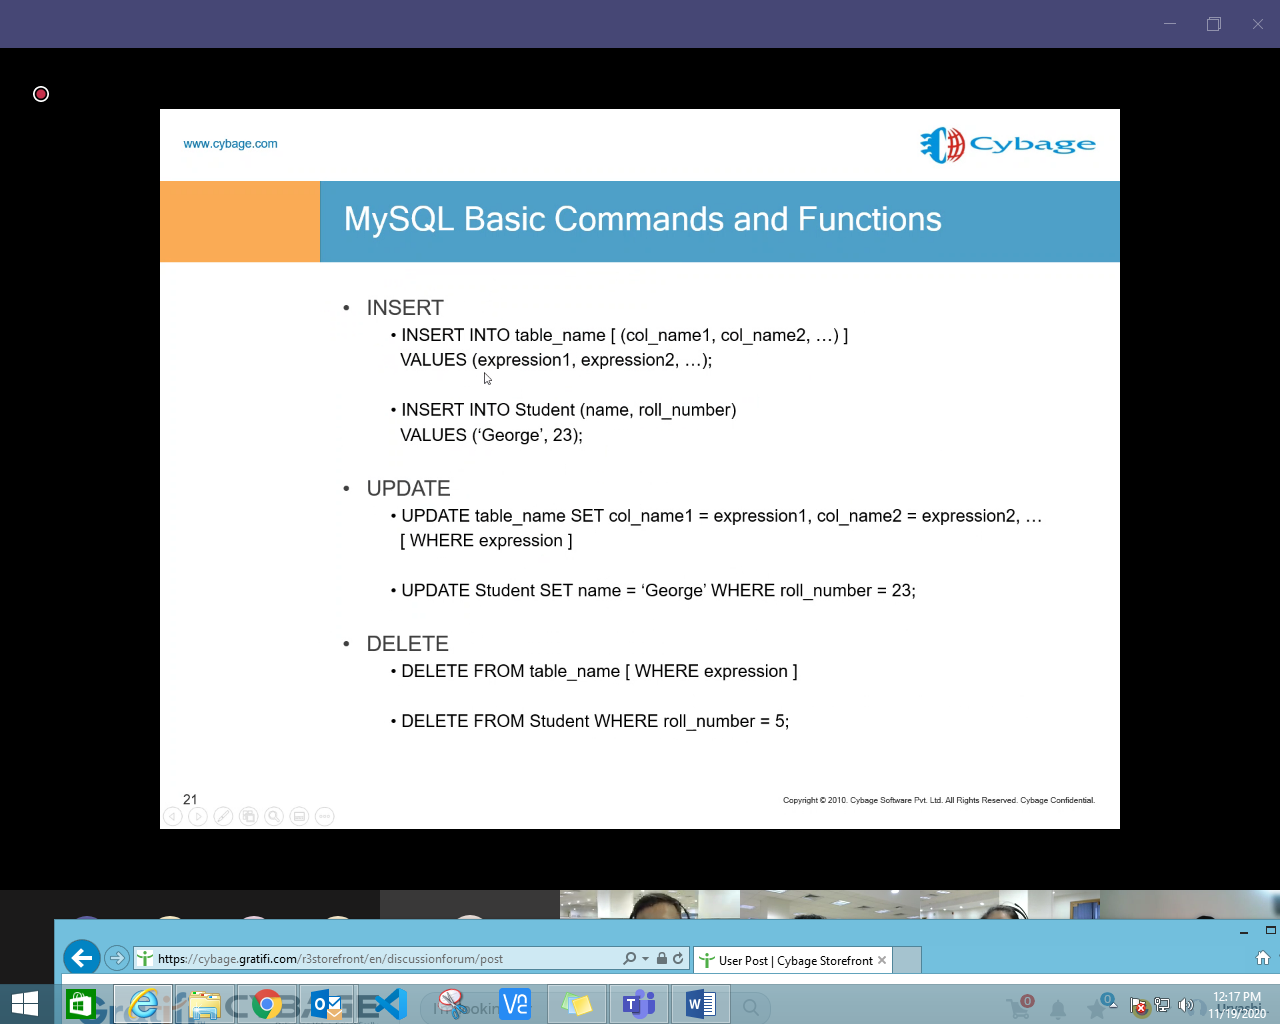 www.cybage.com
Cybage
MySQL Basic Commands and Functions
• INSERT
• INSERT INTO table_name [ (col_name1, col_name2, …) ]
VALUES (expression1, expression2, …);
• INSERT INTO Student (name, roll_number)
VALUES (‘George’, 23);
• UPDATE
• UPDATE table_name SET col_name1 = expression1, col_name2 = expression2, …
[ WHERE expression ]
• UPDATE Student SET name = ‘George’ WHERE roll_number = 23;
• DELETE
• DELETE FROM table_name [ WHERE expression ]
• DELETE FROM Student WHERE roll_number = 5;
21
Copyright © 2010. Cybage Software Pvt. Ltd. All Rights Reserved. Cybage Confidential.
https://cybage.gratifi.com/r3storefront/en/discussionforum/post
User Post | Cybage Storefront
CYBAGE
0
0
12:17 PM
11/19/2020